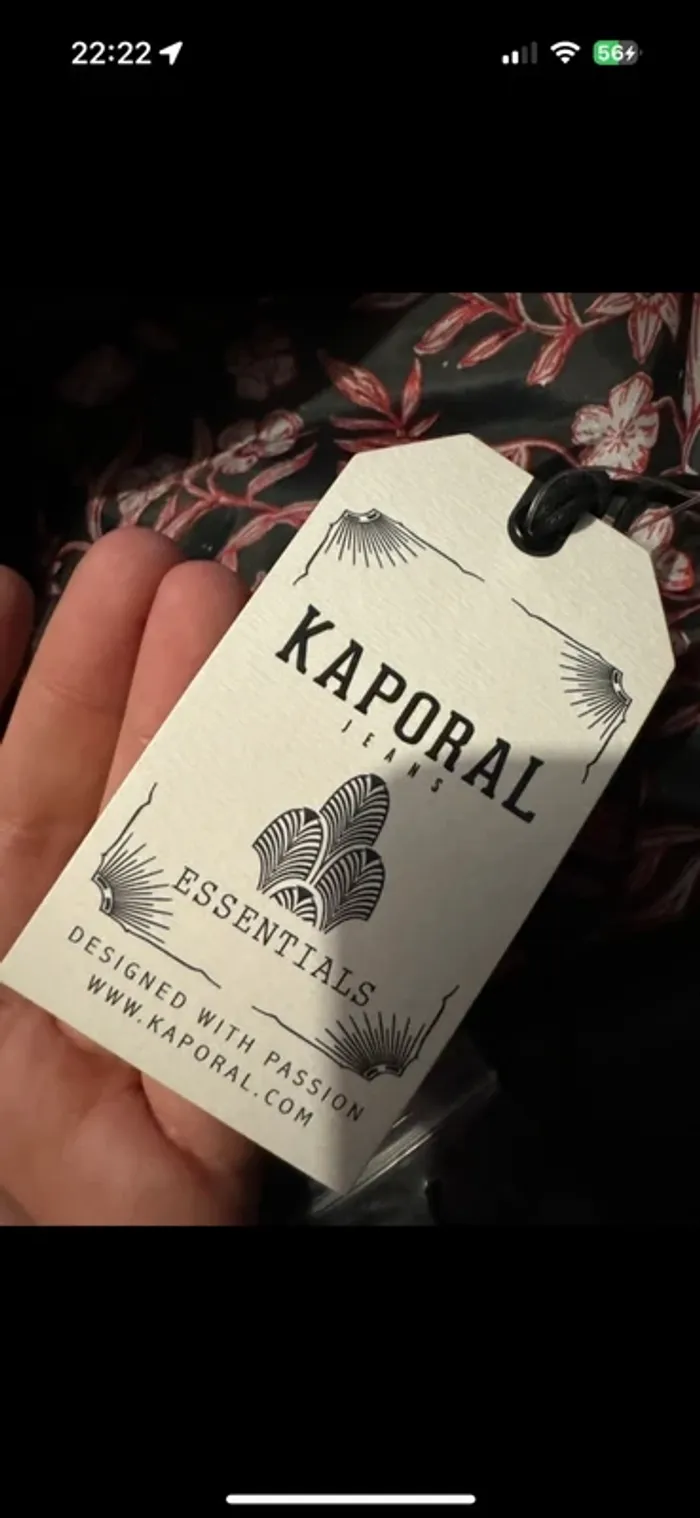 22:22
56
KAPORAL
JEANS
ESSENTIALS
DESIGNED WITH PASSION
WWW.KAPORAL.COM